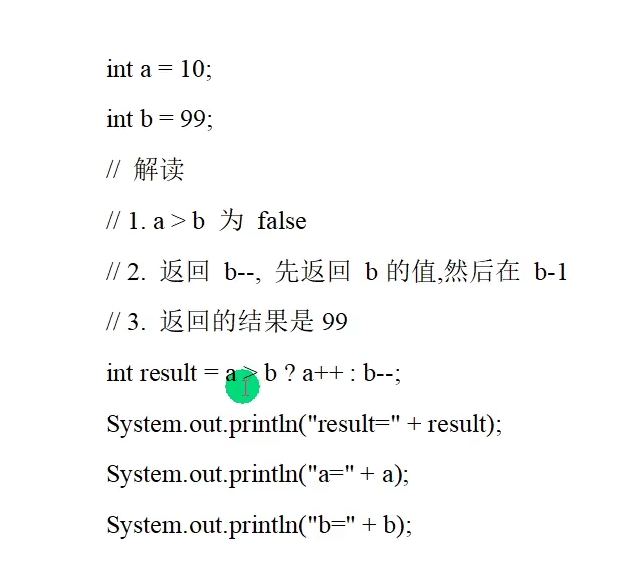 int a = 10;
int b = 99;
// 解读
// 1. a > b 为 false
// 2. 返回 b--, 先返回 b 的值,然后在 b-1
// 3. 返回的结果是 99
int result = a > b ? a++ : b--;
System.out.println("result=" + result);
System.out.println("a=" + a);
System.out.println("b=" + b);